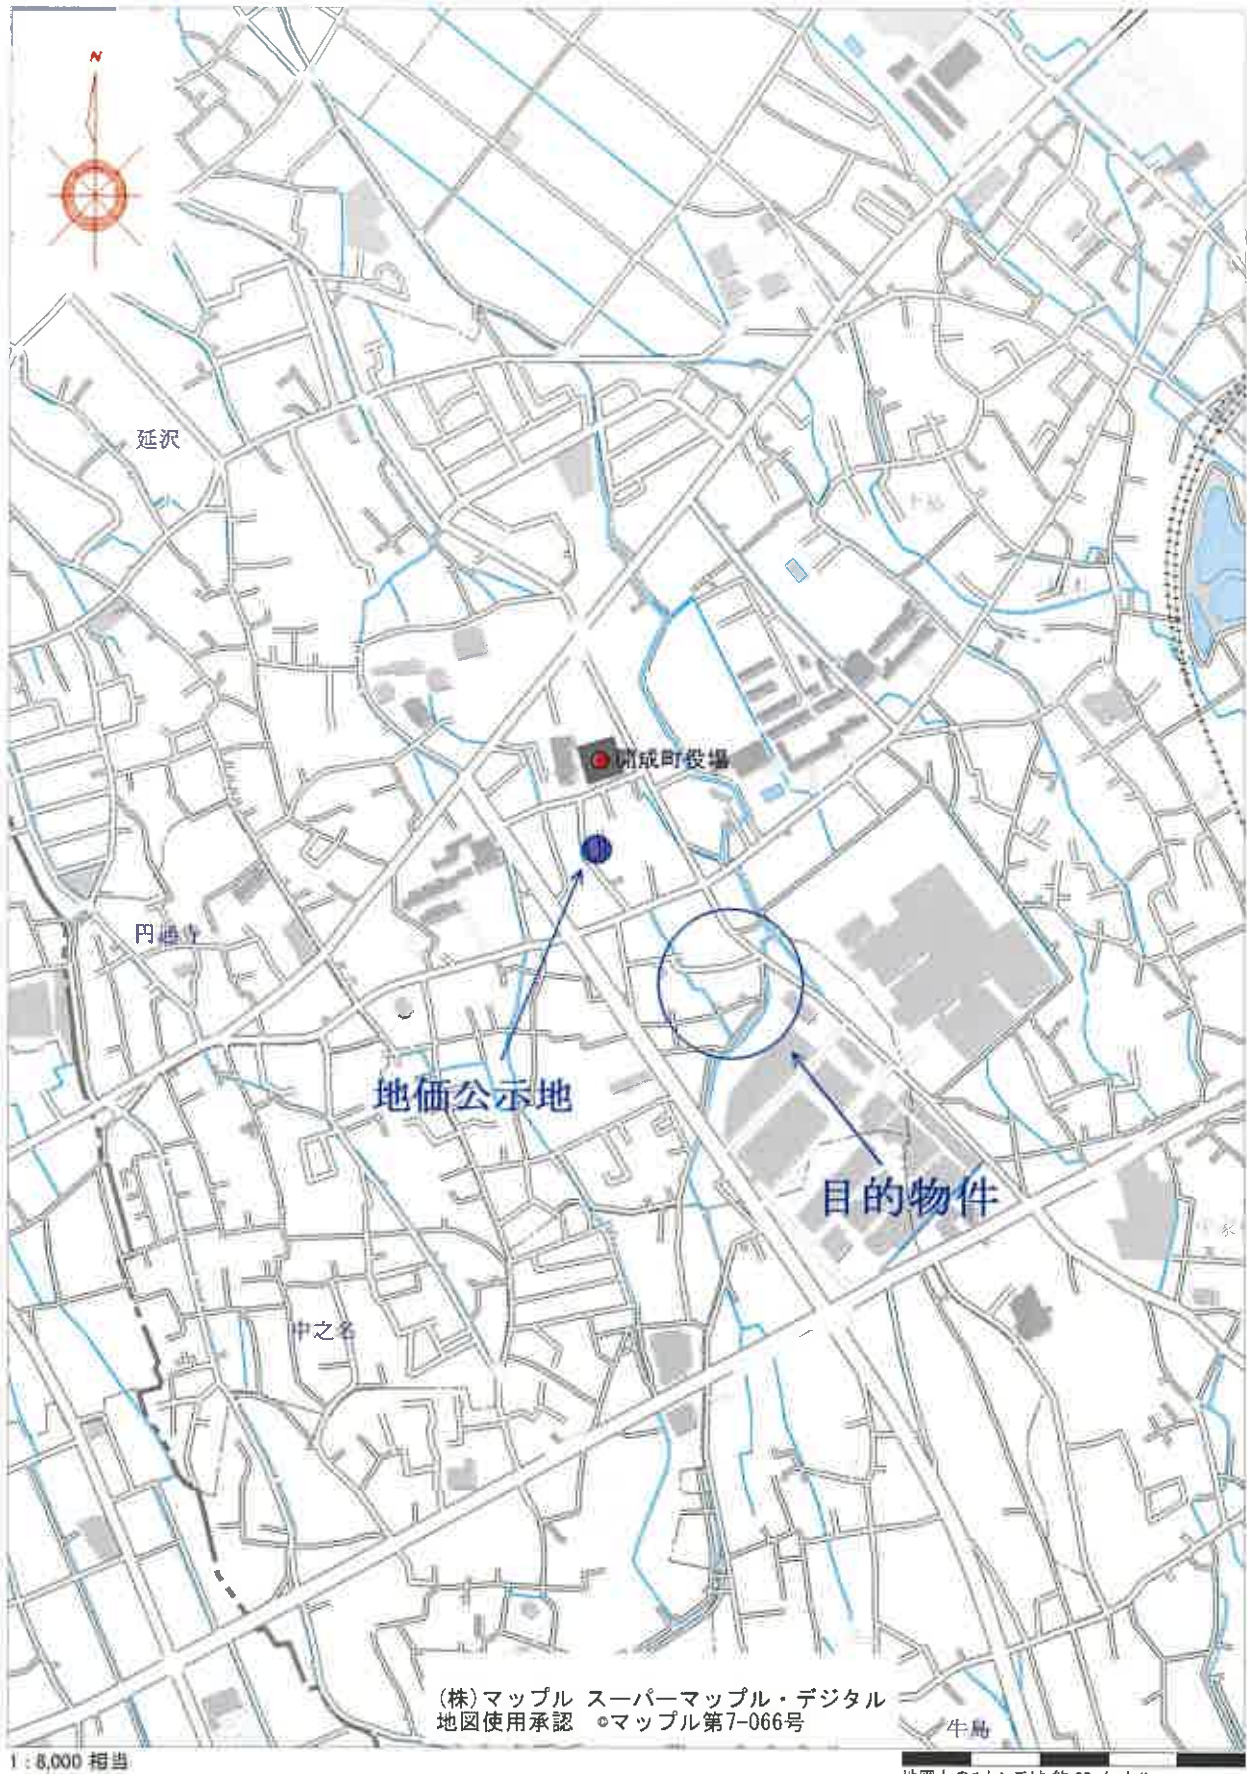 N
延沢
開成町役場
円通寺
地価公示地
目的物件
中之名
(株)マップル スーパーマップル・デジタル
地図使用承認 ©マップル第7-066号
牛島
1:8,000 相当